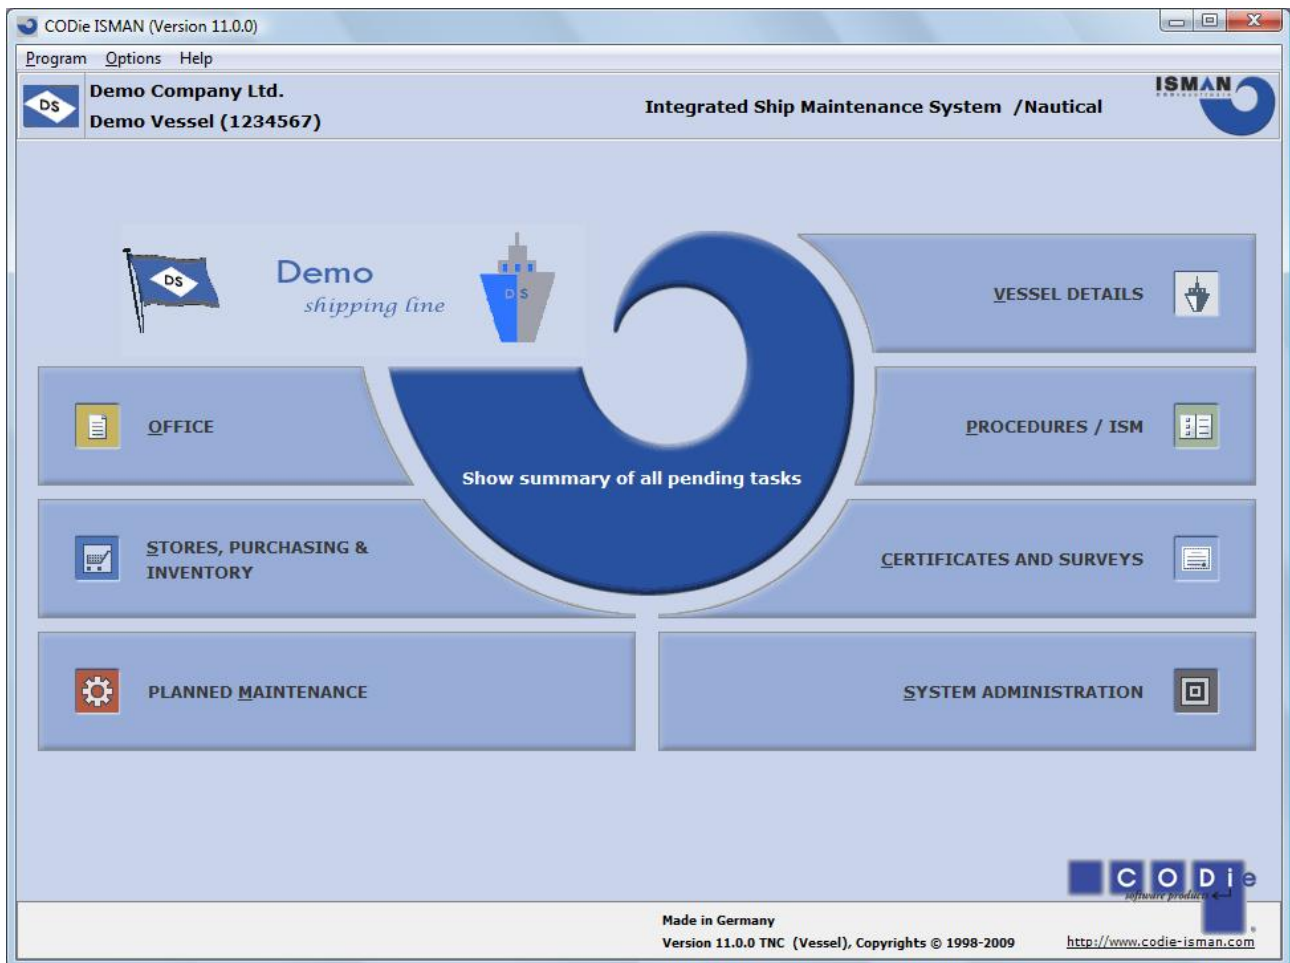 CODie ISMAN (Version 11.0.0)
Program Options Help
DS
Demo Company Ltd.
Demo Vessel (1234567)
Integrated Ship Maintenance System /Nautical
ISMAN
DS
Demo
shipping line
D S
VESSEL DETAILS
OFFICE
PROCEDURES / ISM
Show summary of all pending tasks
STORES, PURCHASING &
INVENTORY
CERTIFICATES AND SURVEYS
PLANNED MAINTENANCE
SYSTEM ADMINISTRATION
CODie
software products
Made in Germany
Version 11.0.0 TNC (Vessel), Copyrights © 1998-2009
http://www.codie-isman.com